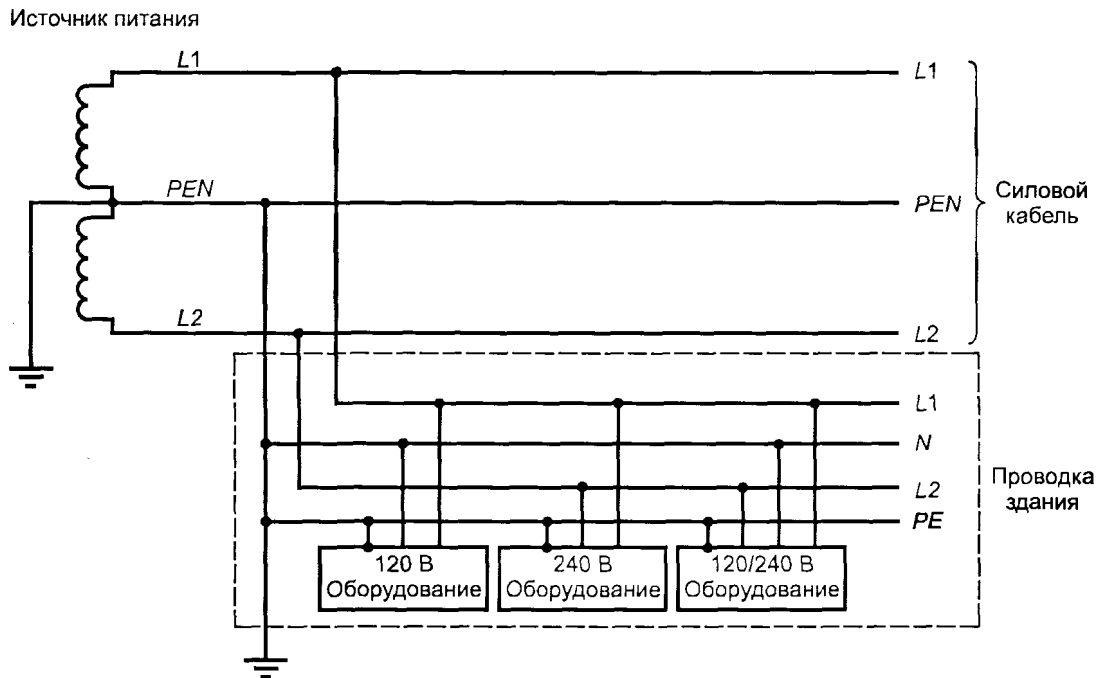 Источник питания
L1
L1
PEN
PEN
Силовой
кабель
L2
L2
L1
N
L2
PE
Проводка
здания
120 В
Оборудование
240 В
Оборудование
120/240 В
Оборудование